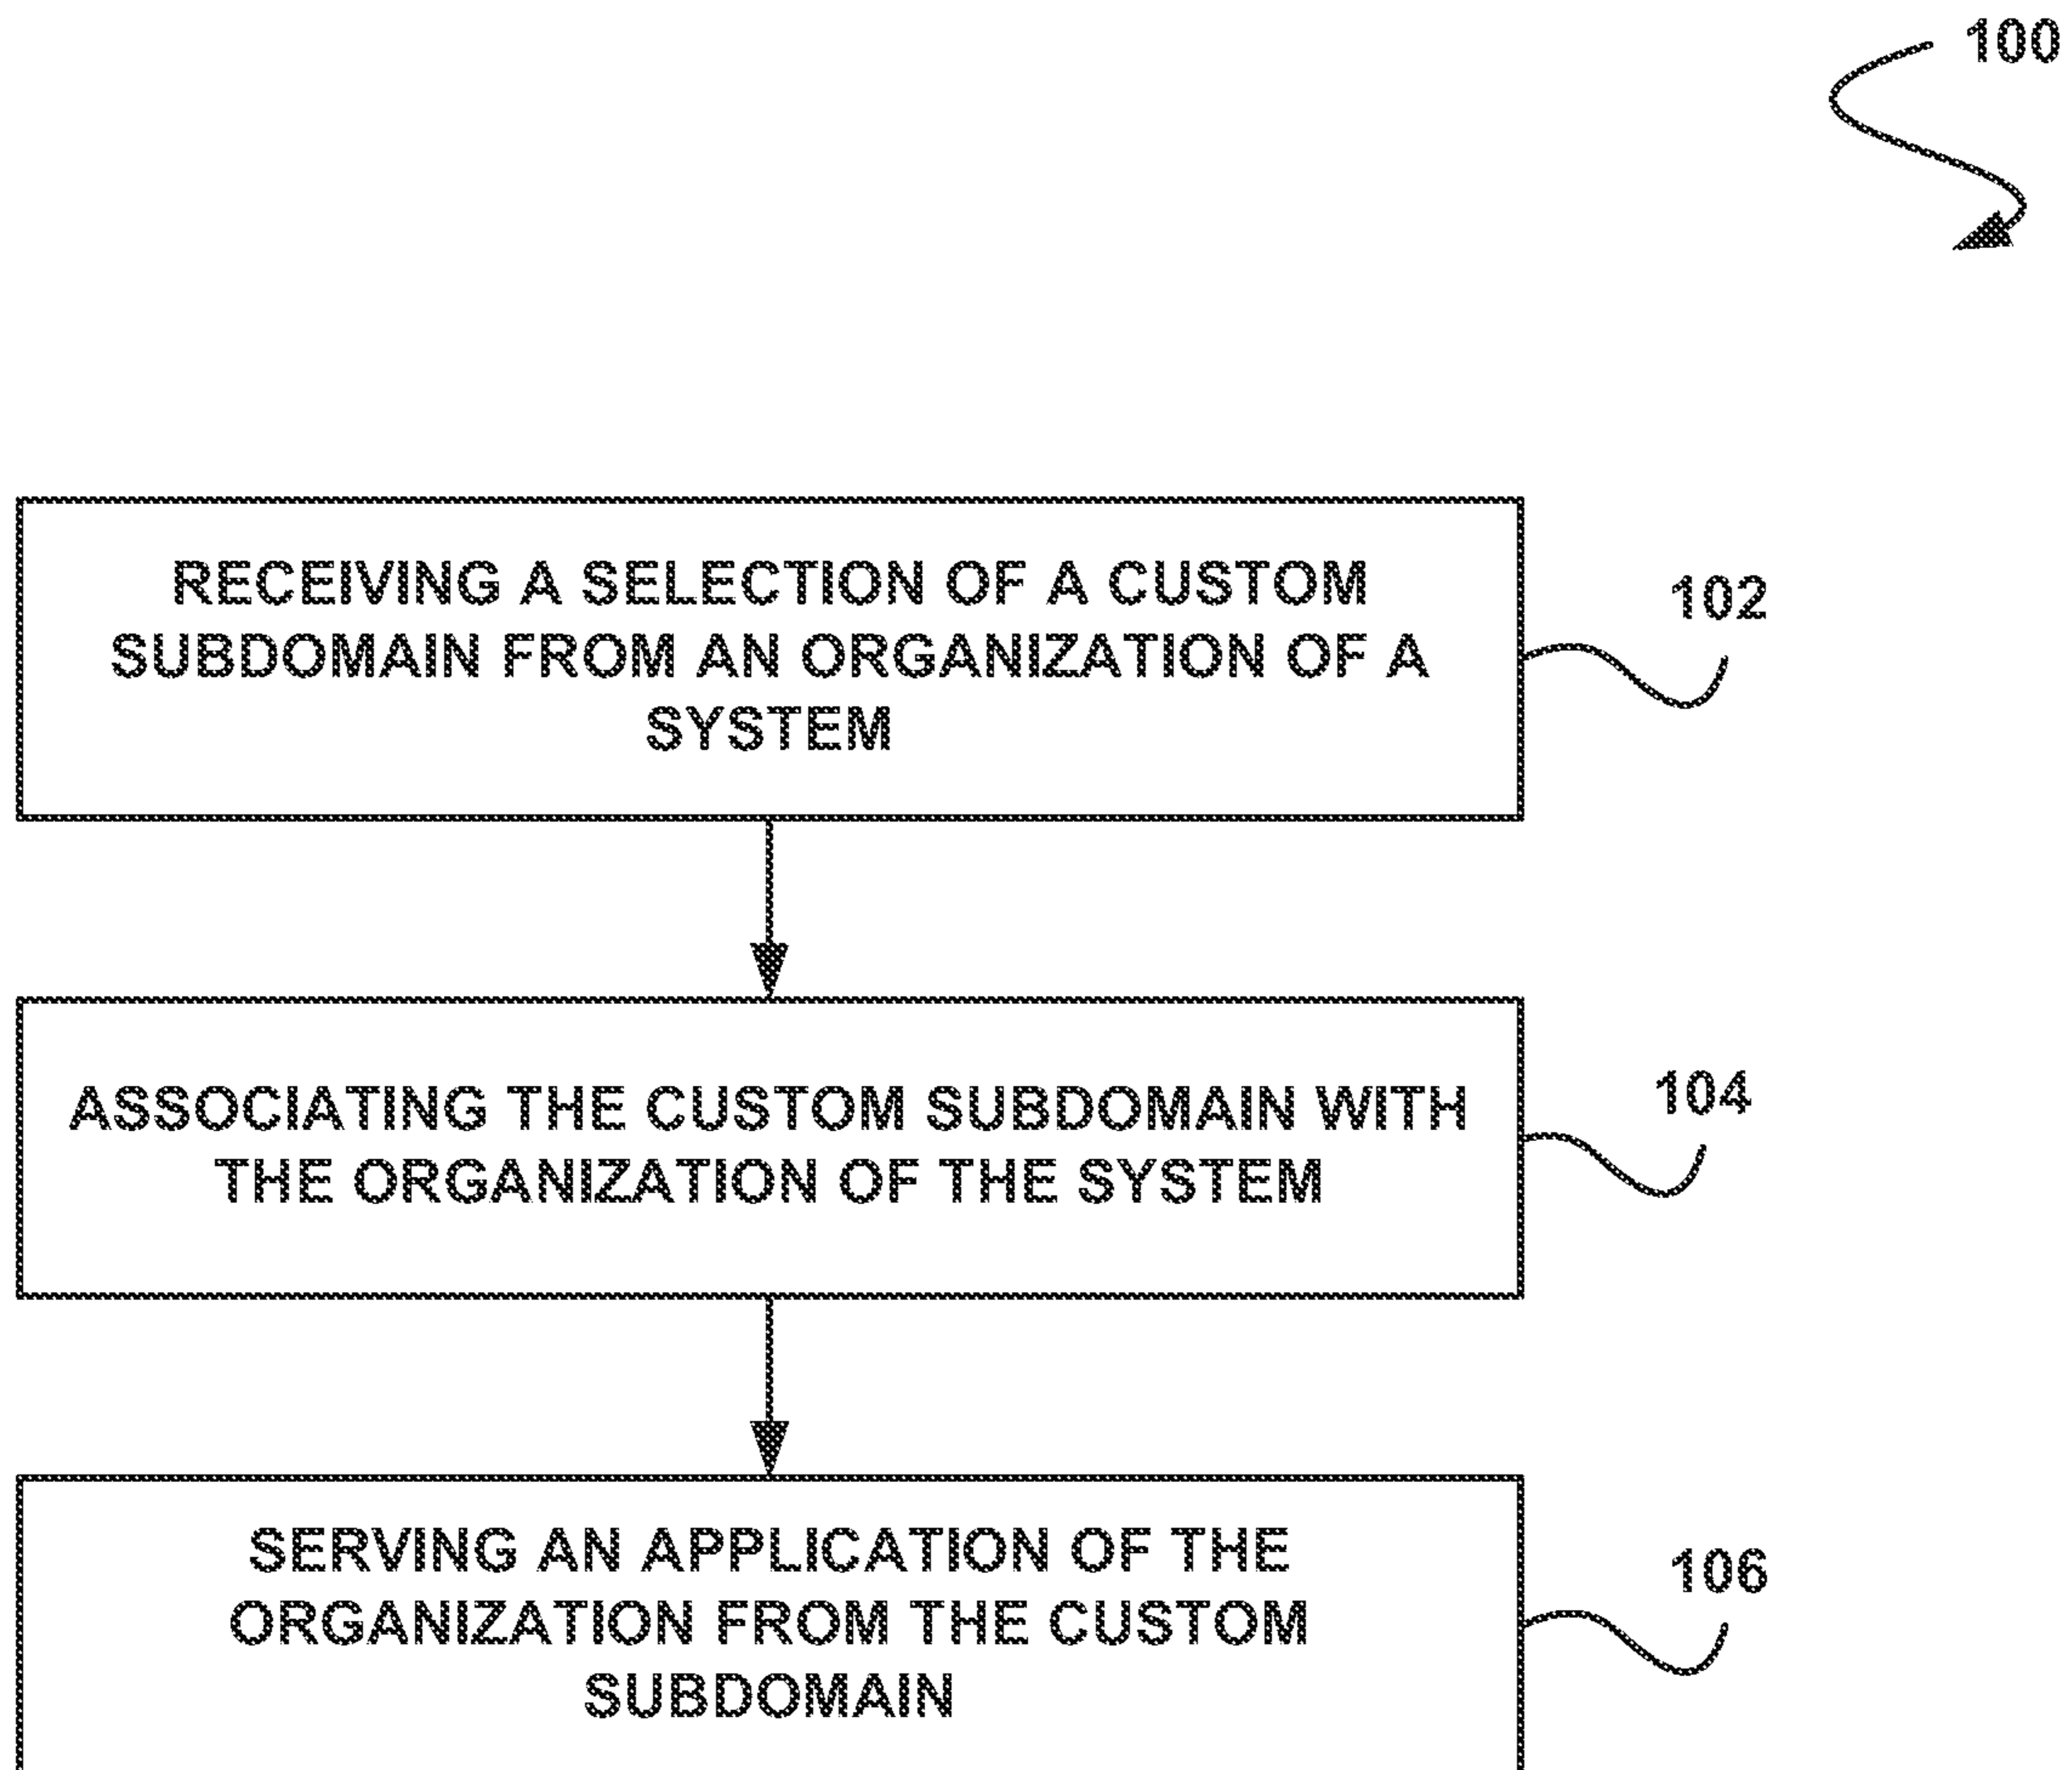 100
RECEIVING A SELECTION OF A CUSTOM
SUBDOMAIN FROM AN ORGANIZATION OF A
SYSTEM
102
ASSOCIATING THE CUSTOM SUBDOMAIN WITH
THE ORGANIZATION OF THE SYSTEM
104
SERVING AN APPLICATION OF THE
ORGANIZATION FROM THE CUSTOM
SUBDOMAIN
106